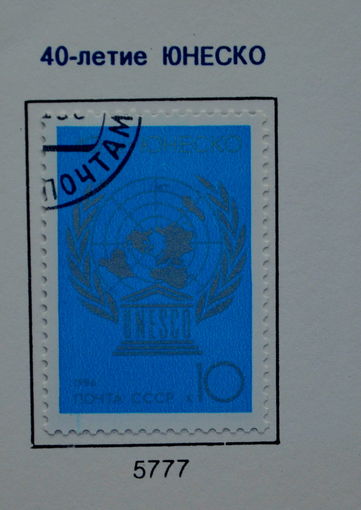 40-летие ЮНЕСКО
ПОЧТАМ
ЮНЕСКО
UNESCO
1986
ПОЧТА СССР к 10
5777